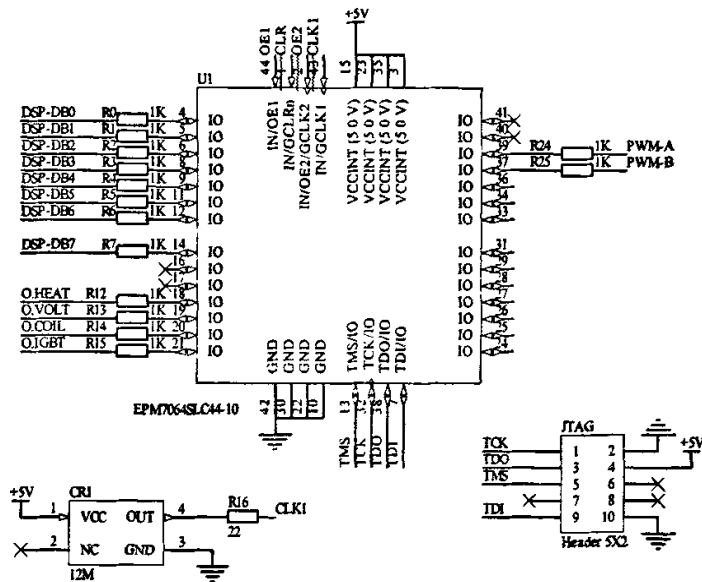 +5V
44 OE1
1 CLR
2 OE2
43 CLK1
15
23
35
3
U1
IN/OE1
IN/GCLRn
IN/OE2/GCLK2
IN/GCLK1
VCCINT (5 0 V)
VCCINT (5 0 V)
VCCINT (5 0 V)
VCCINT (5 0 V)
DSP-DB0 R0 1K 4 IO
DSP-DB1 R1 1K 5 IO
DSP-DB2 R2 1K 6 IO
DSP-DB3 R3 1K 8 IO
DSP-DB4 R4 1K 9 IO
DSP-DB5 R5 1K 11 IO
DSP-DB6 R6 1K 12 IO
DSP-DB7 R7 1K 14 IO
16 IO
17 IO
O.HEAT R12 1K 18 IO
O.VOLT R13 1K 19 IO
O.COIL R14 1K 20 IO
O.IGBT R15 1K 21 IO
IO 41
IO 40
IO 39 R24 1K PWM-A
IO 37 R25 1K PWM-B
IO 36
IO 34
IO 33
IO 31
IO
IO
IO
IO
IO
IO
GND
GND
GND
GND
TMS/IO
TCK/IO
TDO/IO
TDI/IO
EPM7064SLC44-10
42
30
22
10
13
32
38
7
TMS
TCK
TDO
TDI
JTAG
TCK 1 2
TDO 3 4 +5V
TMS 5 6
7 8
TDI 9 10
Header 5X2
CR1
+5V 1 VCC OUT 4 R16 CLK1
22
2 NC GND 3
12M